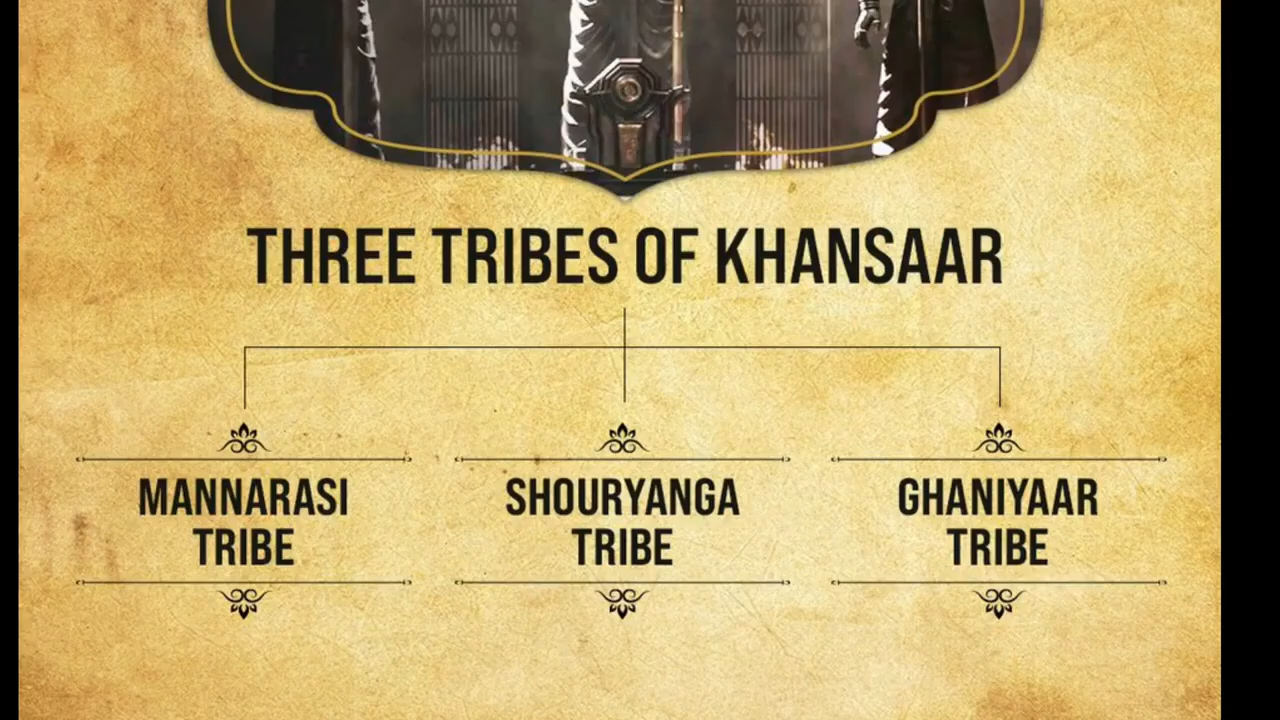 THREE TRIBES OF KHANSAAR
MANNARASI
TRIBE
SHOURYANGA
TRIBE
GHANIYAAR
TRIBE